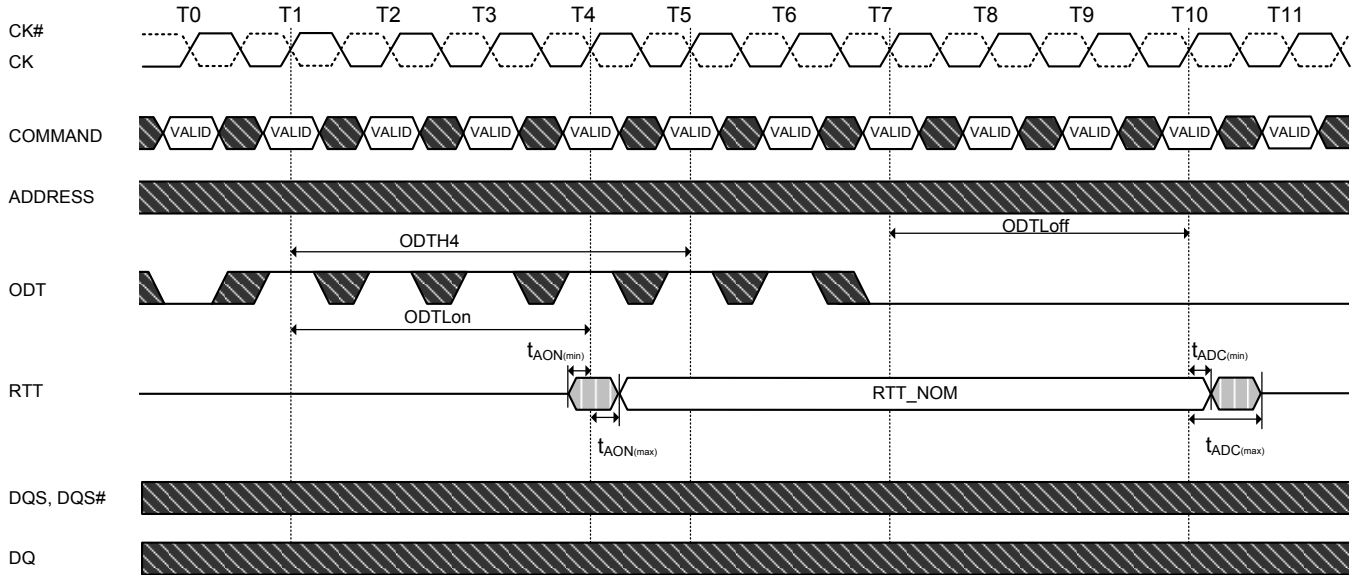 T0 T1 T2 T3 T4 T5 T6 T7 T8 T9 T10 T11
CK#
CK
COMMAND VALID VALID VALID VALID VALID VALID VALID VALID VALID VALID VALID VALID
ADDRESS
ODTLoff
ODTH4
ODT
ODTLon
tAON(min) tADC(min)
RTT RTT_NOM
tAON(max) tADC(max)
DQS, DQS#
DQ